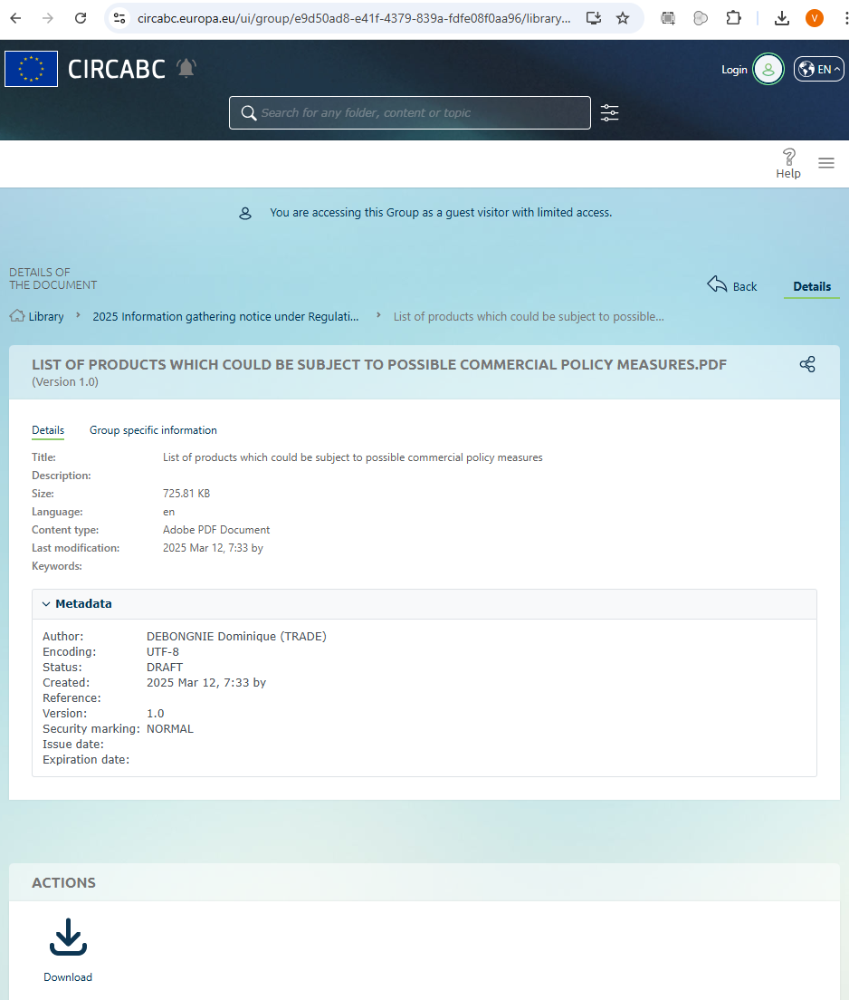 circabc.europa.eu/ui/group/e9d50ad8-e41f-4379-839a-fdfe08f0aa96/library...
V
CIRCABC
Login
EN
Search for any folder, content or topic
Help
You are accessing this Group as a guest visitor with limited access.
DETAILS OF
THE DOCUMENT
Back
Details
Library
2025 Information gathering notice under Regulati...
List of products which could be subject to possible...
LIST OF PRODUCTS WHICH COULD BE SUBJECT TO POSSIBLE COMMERCIAL POLICY MEASURES.PDF
(Version 1.0)
Details Group specific information
Title: List of products which could be subject to possible commercial policy measures
Description:
Size: 725.81 KB
Language: en
Content type: Adobe PDF Document
Last modification: 2025 Mar 12, 7:33 by
Keywords:
Metadata
Author: DEBONGNIE Dominique (TRADE)
Encoding: UTF-8
Status: DRAFT
Created: 2025 Mar 12, 7:33 by
Reference:
Version: 1.0
Security marking: NORMAL
Issue date:
Expiration date:
ACTIONS
Download